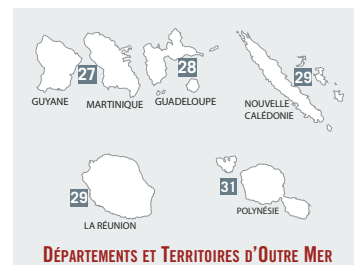 27
28
29
GUYANE
MARTINIQUE
GUADELOUPE
NOUVELLE
CALÉDONIE
29
31
LA RÉUNION
POLYNÉSIE
DÉPARTEMENTS ET TERRITOIRES D'OUTRE MER